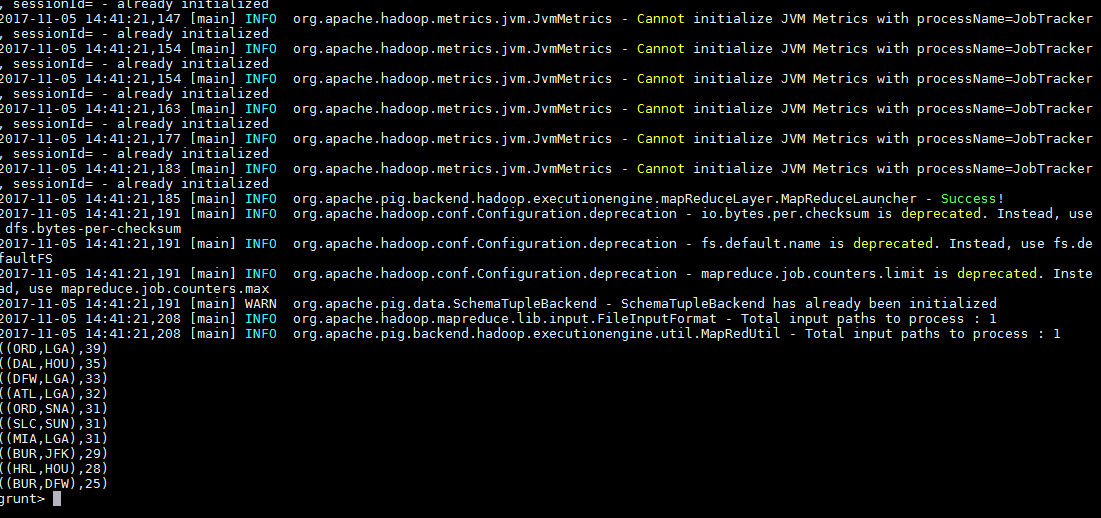 , sessionId= - already initialized
2017-11-05 14:41:21,147 [main] INFO  org.apache.hadoop.metrics.jvm.JvmMetrics - Cannot initialize JVM Metrics with processName=JobTracker
, sessionId= - already initialized
2017-11-05 14:41:21,154 [main] INFO  org.apache.hadoop.metrics.jvm.JvmMetrics - Cannot initialize JVM Metrics with processName=JobTracker
, sessionId= - already initialized
2017-11-05 14:41:21,154 [main] INFO  org.apache.hadoop.metrics.jvm.JvmMetrics - Cannot initialize JVM Metrics with processName=JobTracker
, sessionId= - already initialized
2017-11-05 14:41:21,163 [main] INFO  org.apache.hadoop.metrics.jvm.JvmMetrics - Cannot initialize JVM Metrics with processName=JobTracker
, sessionId= - already initialized
2017-11-05 14:41:21,177 [main] INFO  org.apache.hadoop.metrics.jvm.JvmMetrics - Cannot initialize JVM Metrics with processName=JobTracker
, sessionId= - already initialized
2017-11-05 14:41:21,183 [main] INFO  org.apache.hadoop.metrics.jvm.JvmMetrics - Cannot initialize JVM Metrics with processName=JobTracker
, sessionId= - already initialized
2017-11-05 14:41:21,185 [main] INFO  org.apache.pig.backend.hadoop.executionengine.mapReduceLayer.MapReduceLauncher - Success!
2017-11-05 14:41:21,191 [main] INFO  org.apache.hadoop.conf.Configuration.deprecation - io.bytes.per.checksum is deprecated. Instead, use
 dfs.bytes-per-checksum
2017-11-05 14:41:21,191 [main] INFO  org.apache.hadoop.conf.Configuration.deprecation - fs.default.name is deprecated. Instead, use fs.de
faultFS
2017-11-05 14:41:21,191 [main] INFO  org.apache.hadoop.conf.Configuration.deprecation - mapreduce.job.counters.limit is deprecated. Inste
ad, use mapreduce.job.counters.max
2017-11-05 14:41:21,191 [main] WARN  org.apache.pig.data.SchemaTupleBackend - SchemaTupleBackend has already been initialized
2017-11-05 14:41:21,208 [main] INFO  org.apache.hadoop.mapreduce.lib.input.FileInputFormat - Total input paths to process : 1
2017-11-05 14:41:21,208 [main] INFO  org.apache.pig.backend.hadoop.executionengine.util.MapRedUtil - Total input paths to process : 1
((ORD,LGA),39)
((DAL,HOU),35)
((DFW,LGA),33)
((ATL,LGA),32)
((ORD,SNA),31)
((SLC,SUN),31)
((MIA,LGA),31)
((BUR,JFK),29)
((HRL,HOU),28)
((BUR,DFW),25)
grunt>